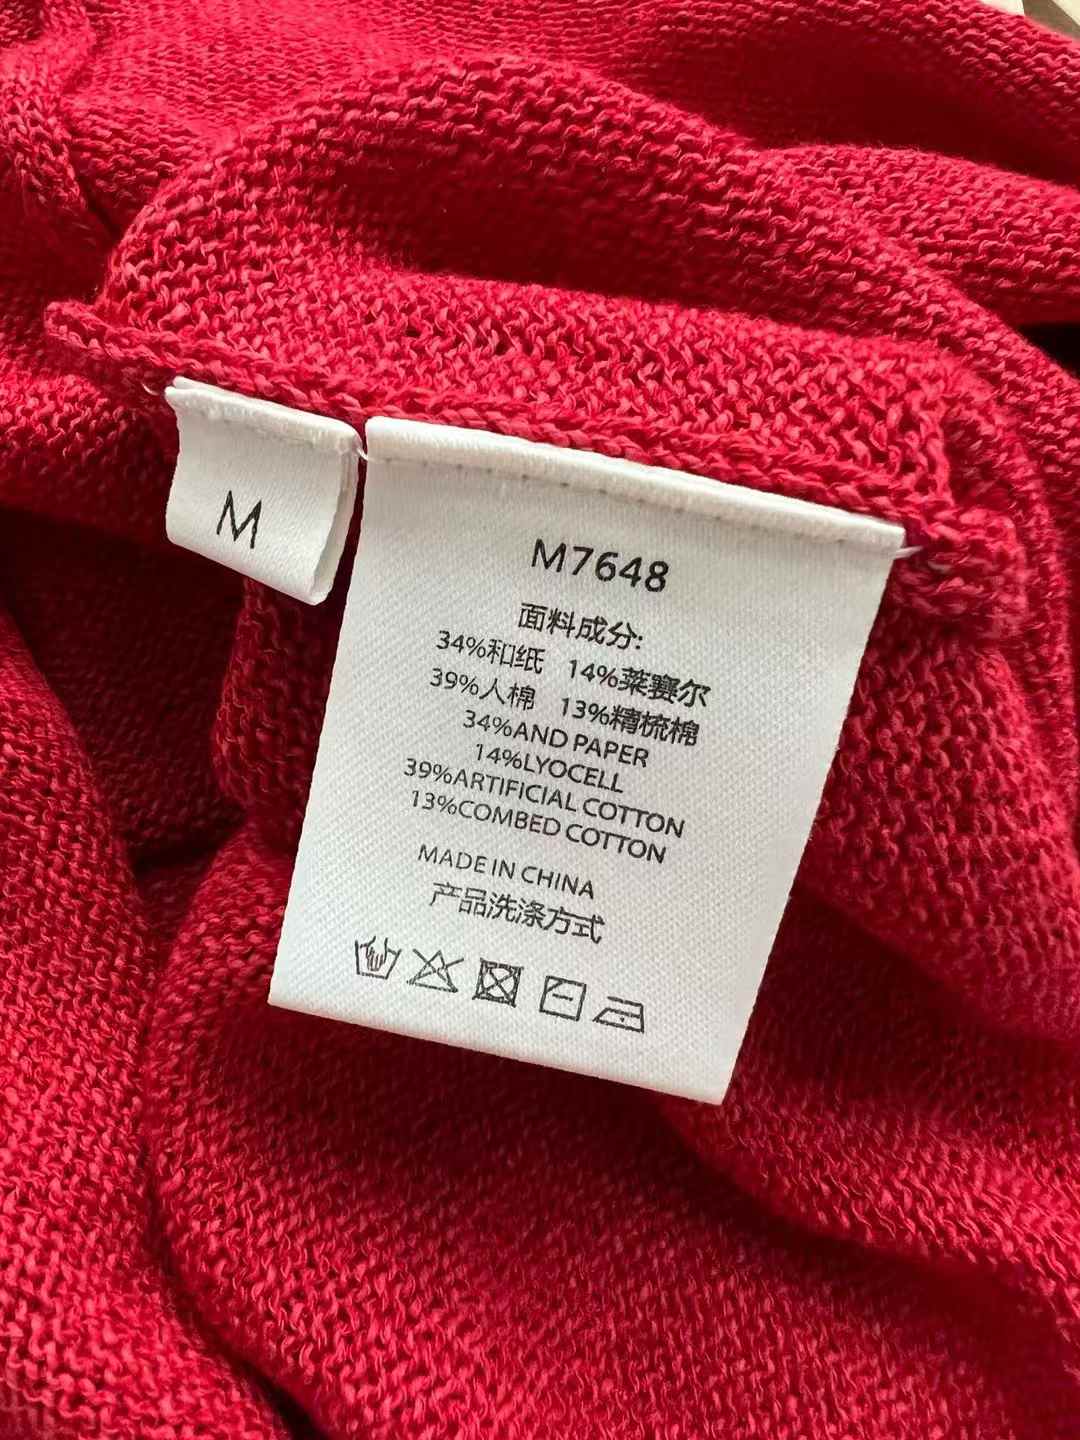 M
M7648
面料成分:
34%和纸 14%莱赛尔
39%人棉 13%精梳棉
34%AND PAPER
14%LYOCELL
39%ARTIFICIAL COTTON
13%COMBED COTTON
MADE IN CHINA
产品洗涤方式